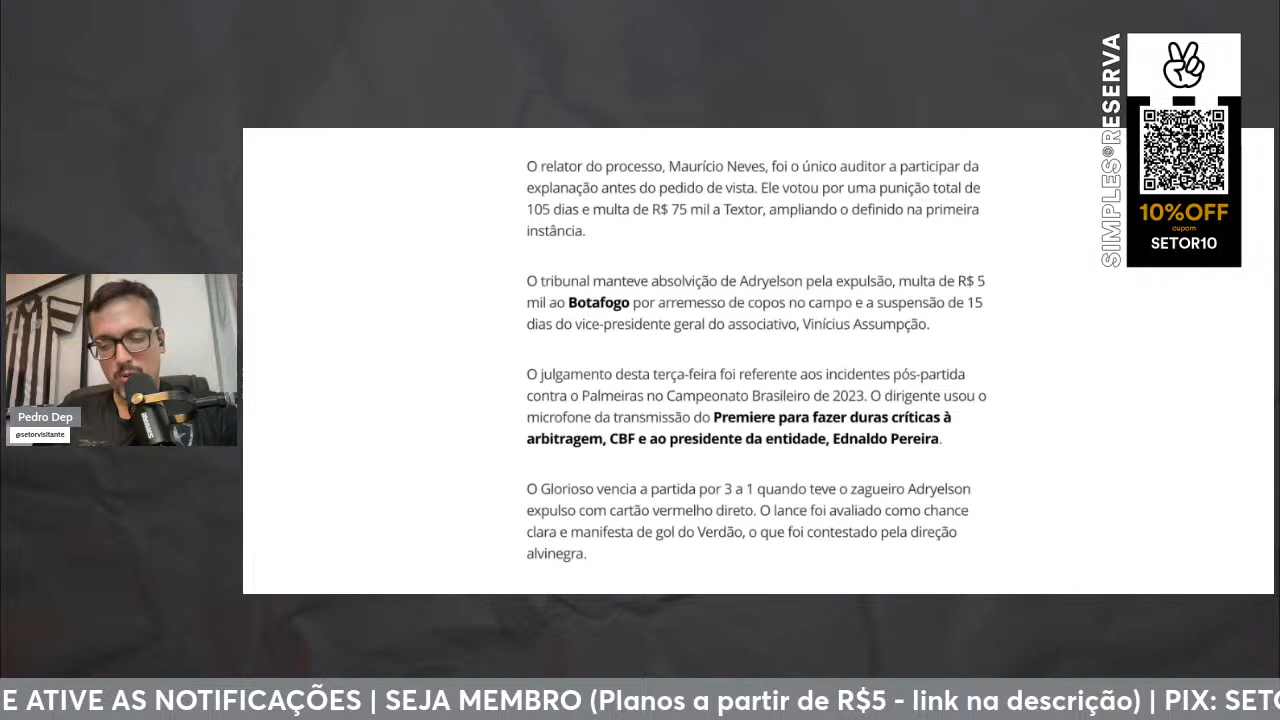 O relator do processo, Maurício Neves, foi o único auditor a participar da
explanação antes do pedido de vista. Ele votou por uma punição total de
105 dias e multa de R$ 75 mil a Textor, ampliando o definido na primeira
instância.
O tribunal manteve absolvição de Adryelson pela expulsão, multa de R$ 5
mil ao Botafogo por arremesso de copos no campo e a suspensão de 15
dias do vice-presidente geral do associativo, Vinícius Assumpção.
O julgamento desta terça-feira foi referente aos incidentes pós-partida
contra o Palmeiras no Campeonato Brasileiro de 2023. O dirigente usou o
microfone da transmissão do Premiere para fazer duras críticas à
arbitragem, CBF e ao presidente da entidade, Ednaldo Pereira.
O Glorioso vencia a partida por 3 a 1 quando teve o zagueiro Adryelson
expulso com cartão vermelho direto. O lance foi avaliado como chance
clara e manifesta de gol do Verdão, o que foi contestado pela direção
alvinegra.
SIMPLES®RESERVA
10%OFF
cupom
SETOR10
Pedro Dep
@setorvisitante
E ATIVE AS NOTIFICAÇÕES | SEJA MEMBRO (Planos a partir de R$5 - link na descrição) | PIX: SETO